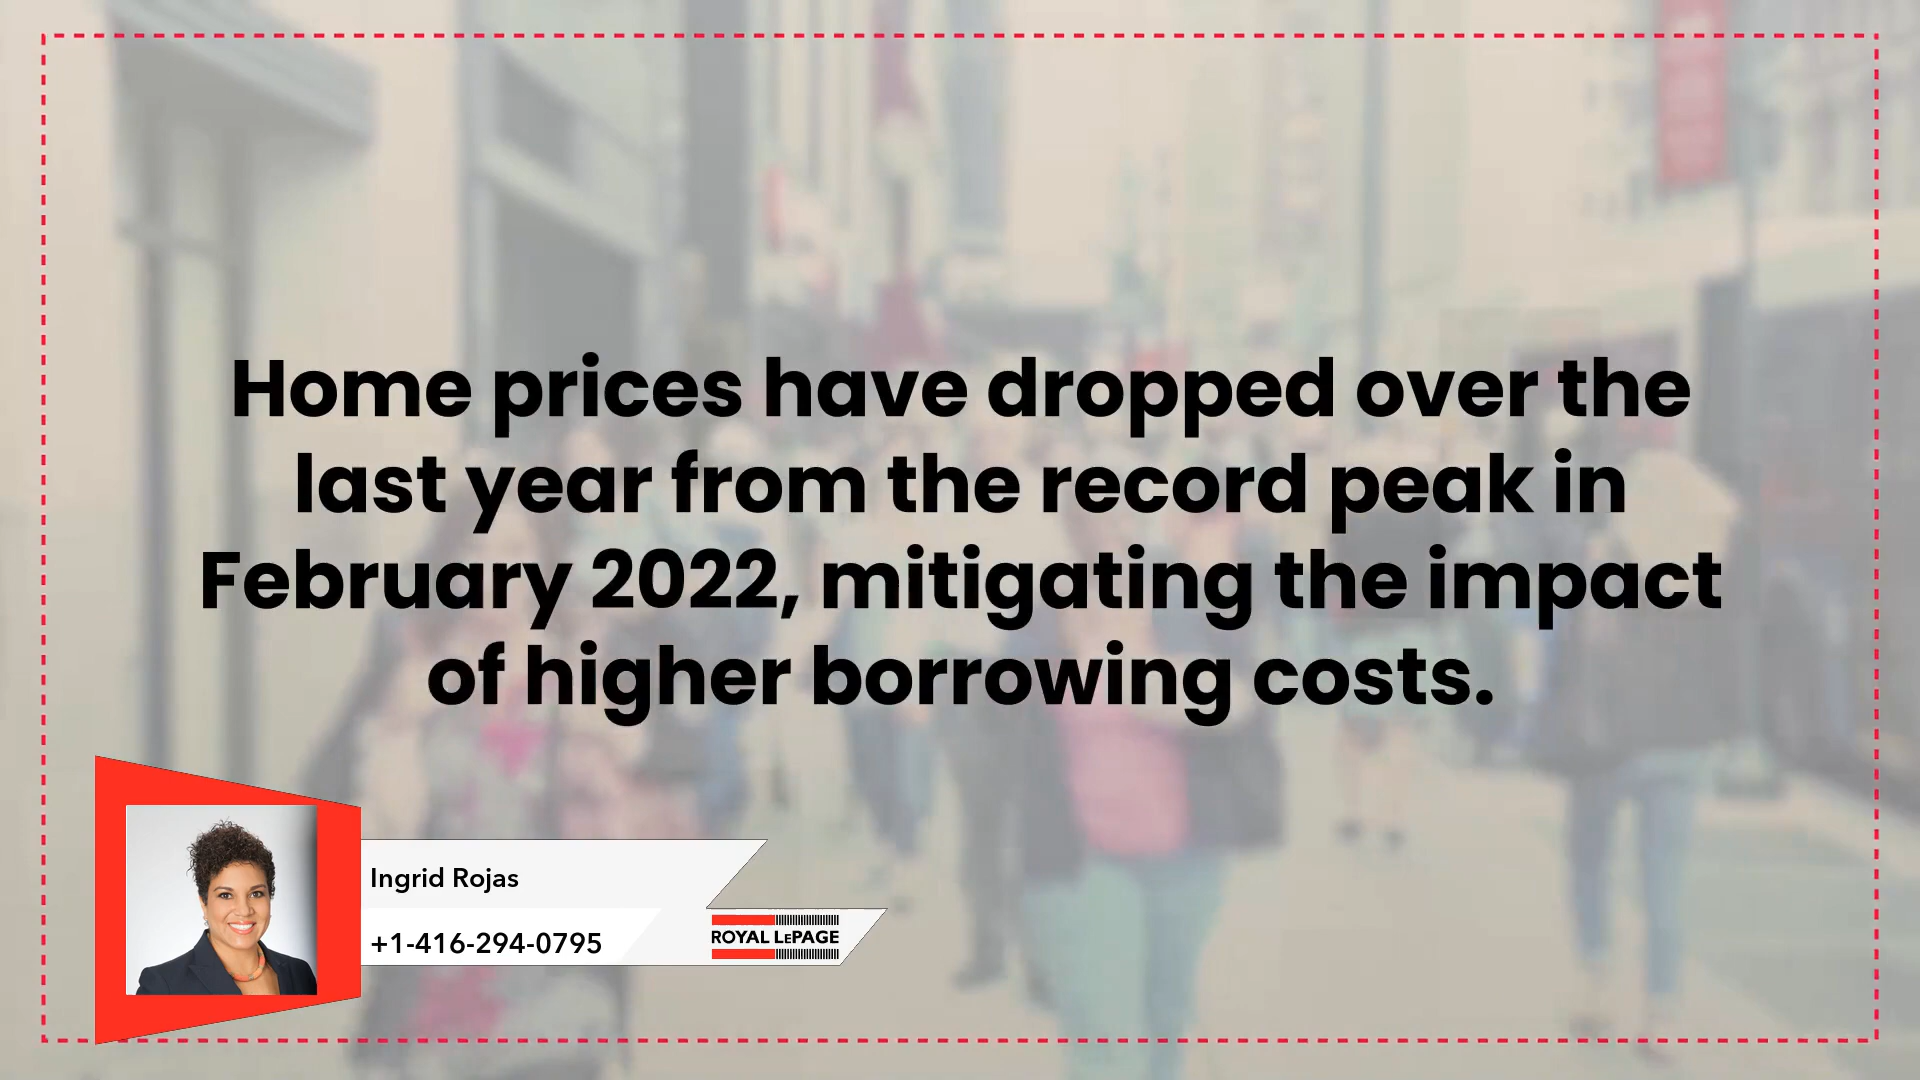 Home prices have dropped over the
last year from the record peak in
February 2022, mitigating the impact
of higher borrowing costs.
Ingrid Rojas
+1-416-294-0795
ROYAL LEPAGE